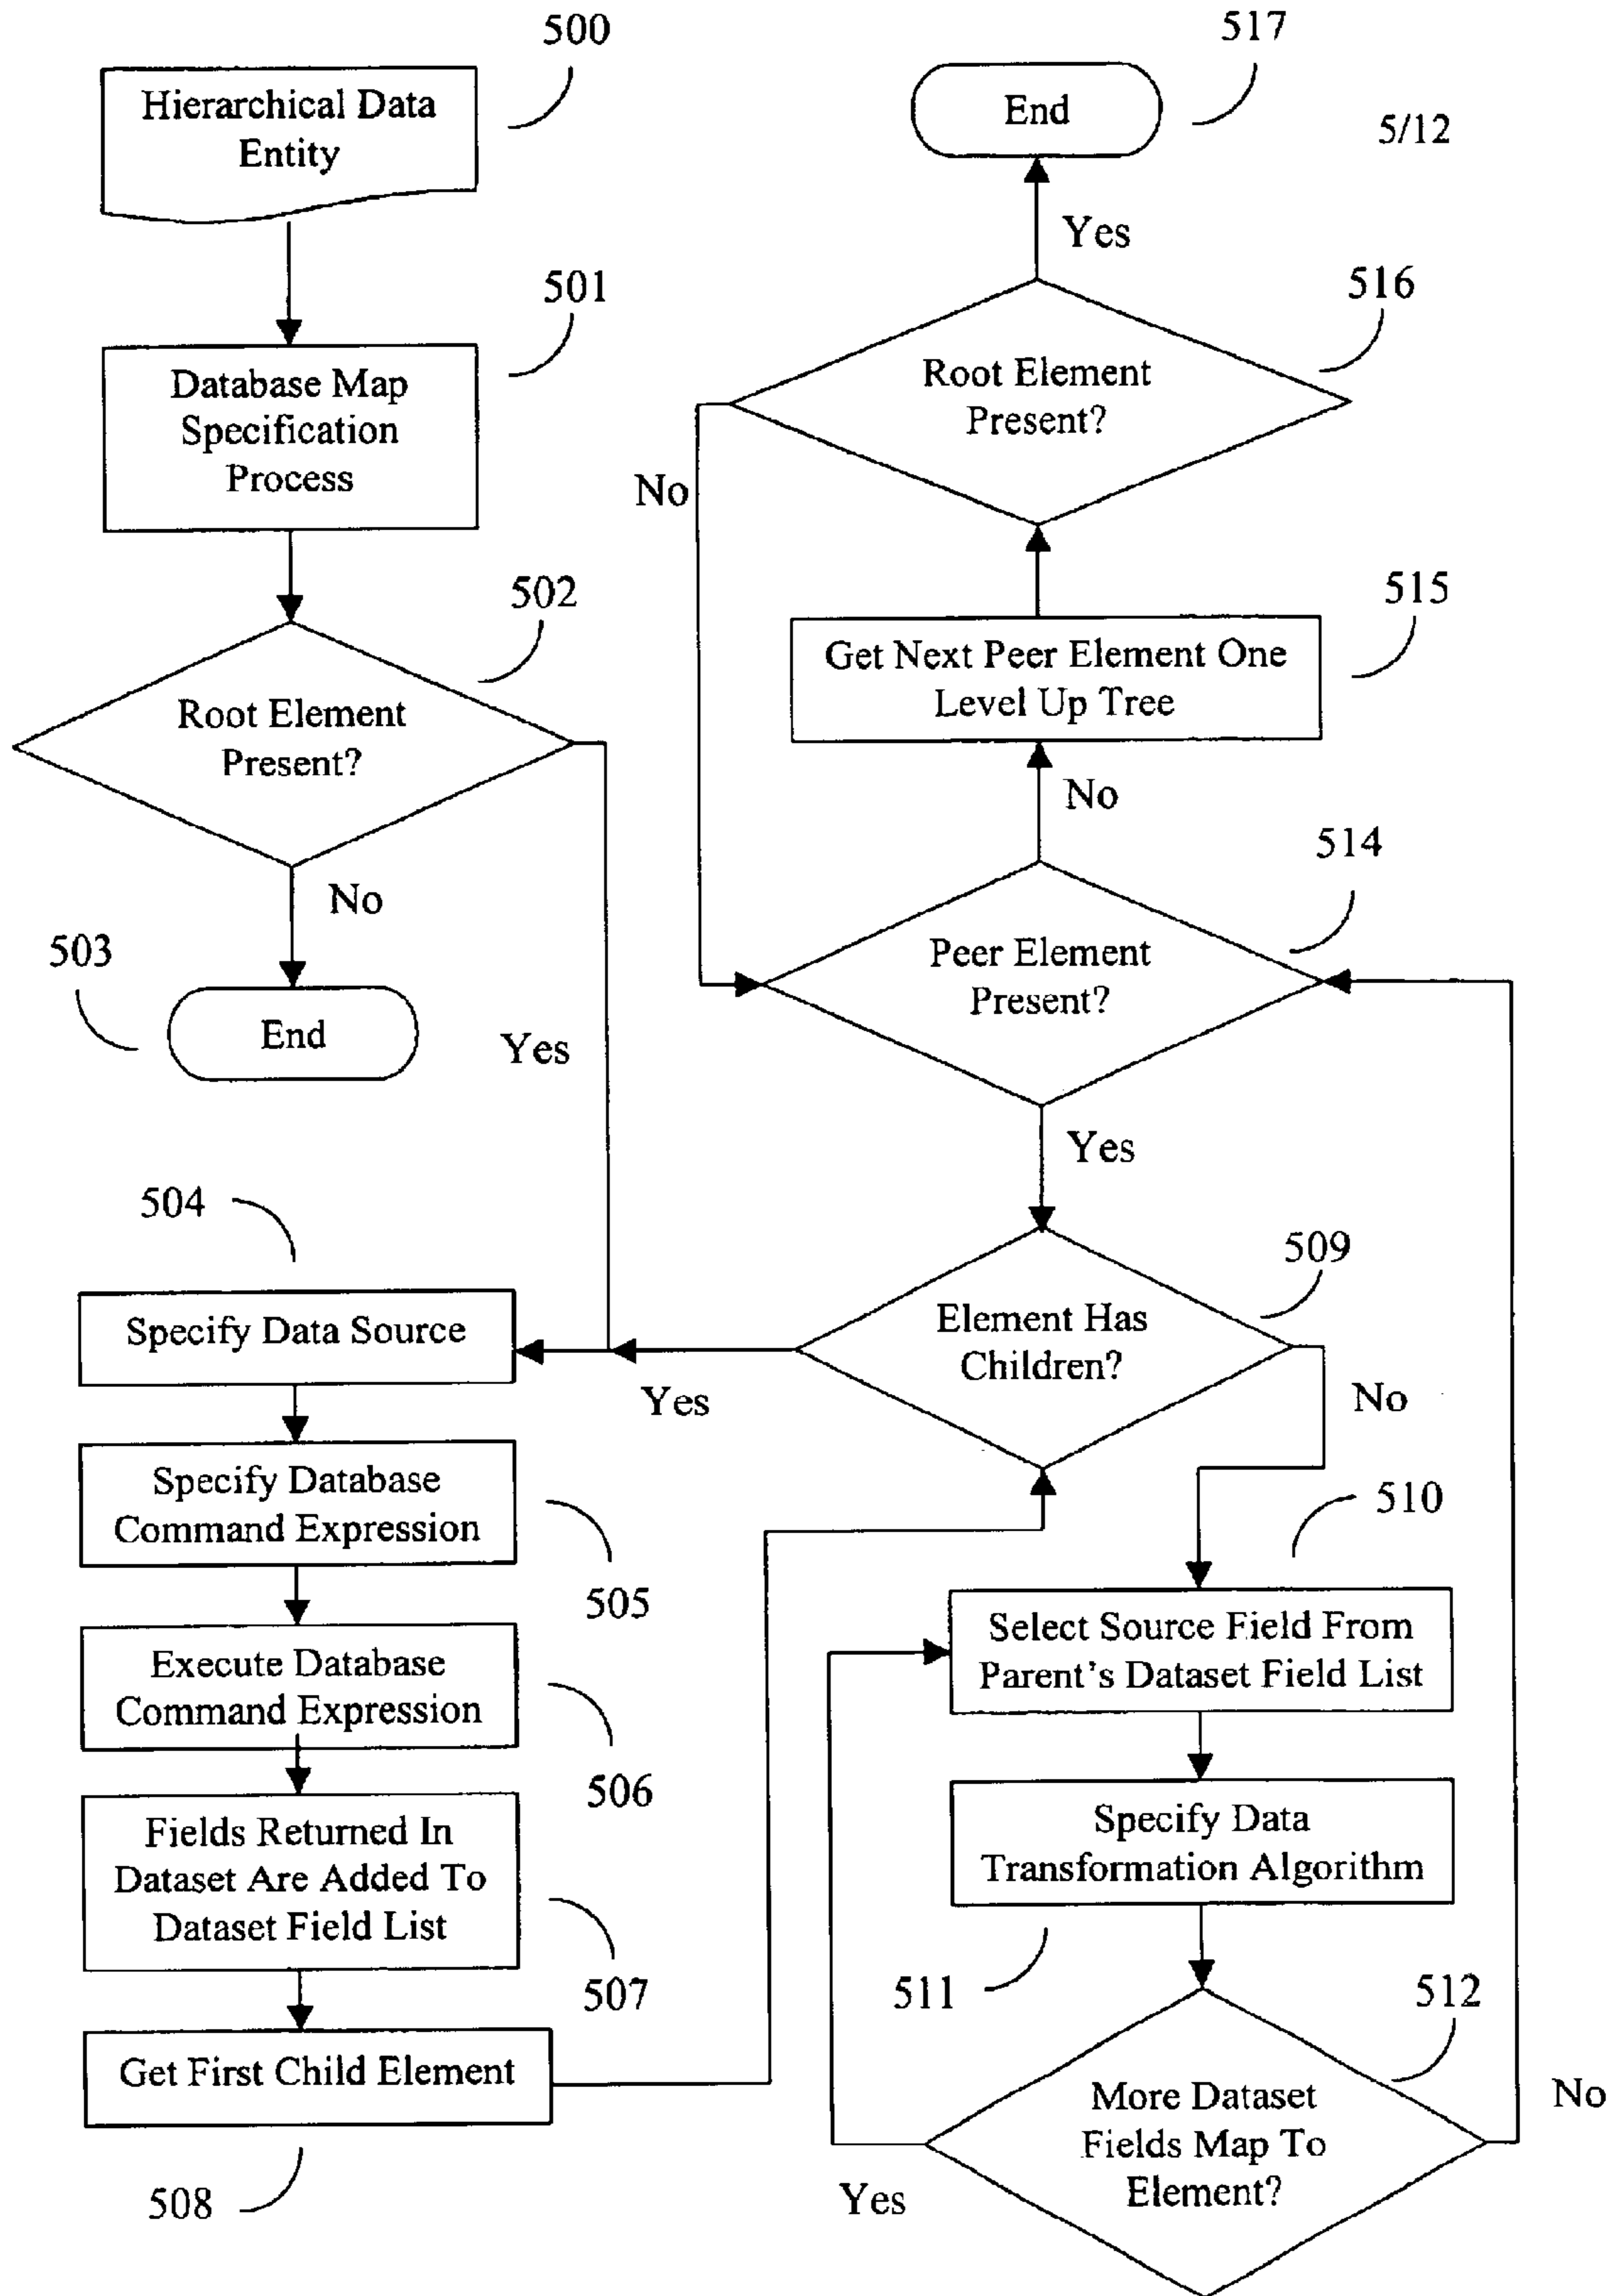 500
Hierarchical Data
Entity
501
Database Map
Specification
Process
502
Root Element
Present?
No
503
End
Yes
504
Specify Data Source
Specify Database
Command Expression
505
Execute Database
Command Expression
506
Fields Returned In
Dataset Are Added To
Dataset Field List
507
Get First Child Element
508
517
End
5/12
Yes
516
Root Element
Present?
No
515
Get Next Peer Element One
Level Up Tree
No
514
Peer Element
Present?
Yes
509
Element Has
Children?
Yes
No
510
Select Source Field From
Parent's Dataset Field List
Specify Data
Transformation Algorithm
511
512
More Dataset
Fields Map To
Element?
Yes
No